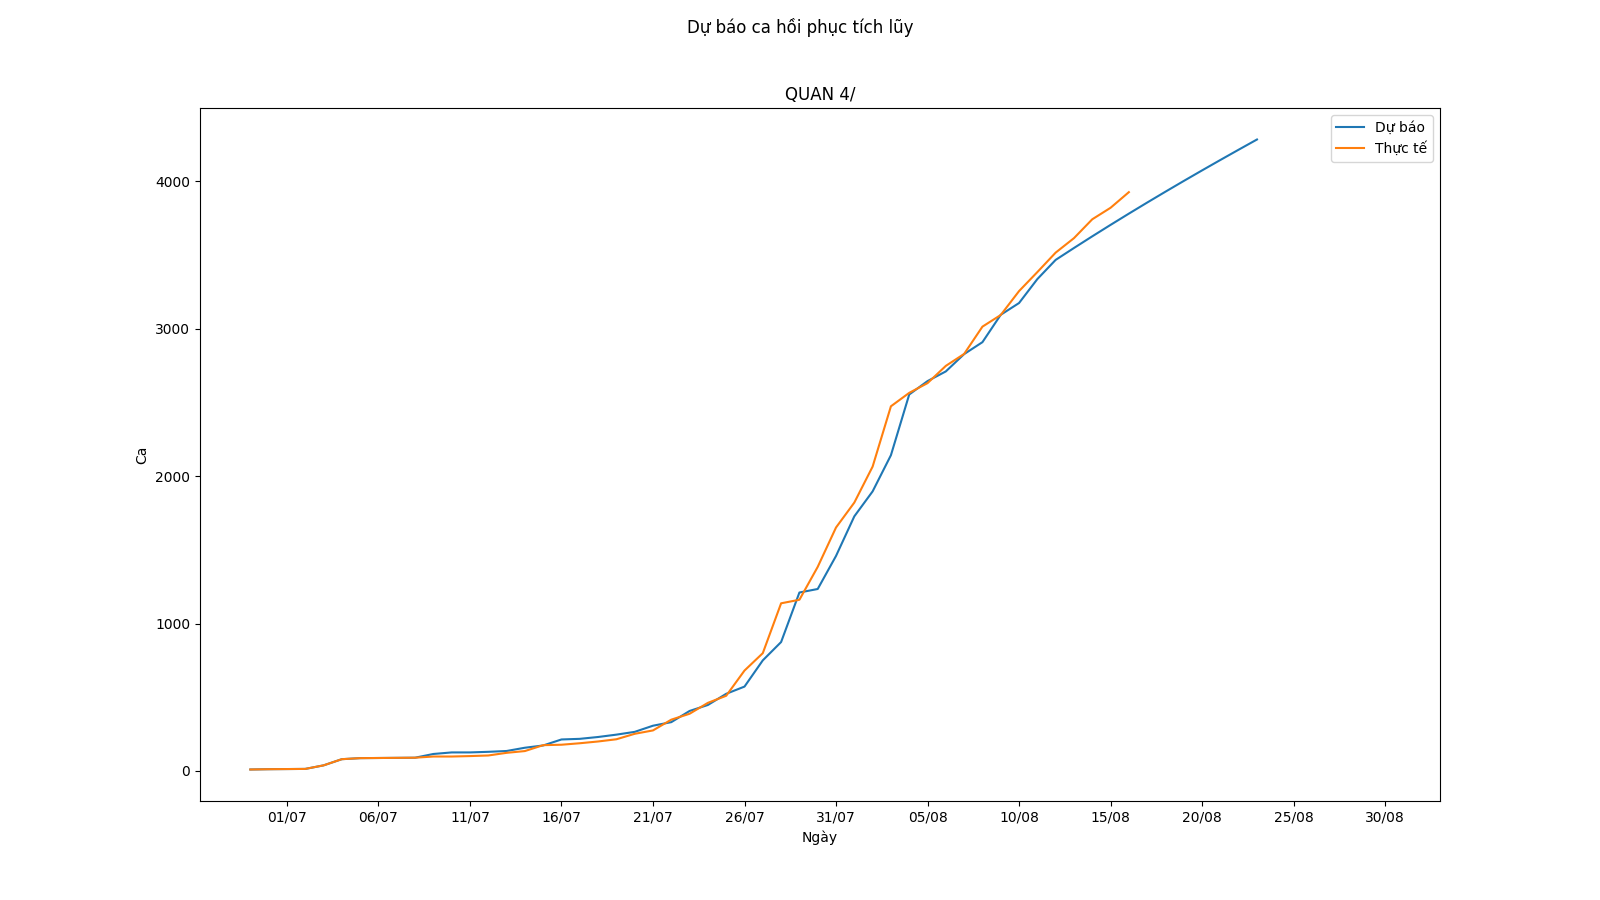 Dự báo ca hồi phục tích lũy
QUAN 4/
Dự báo
Thực tế
4000
3000
2000
1000
0
Ca
01/07 06/07 11/07 16/07 21/07 26/07 31/07 05/08 10/08 15/08 20/08 25/08 30/08
Ngày